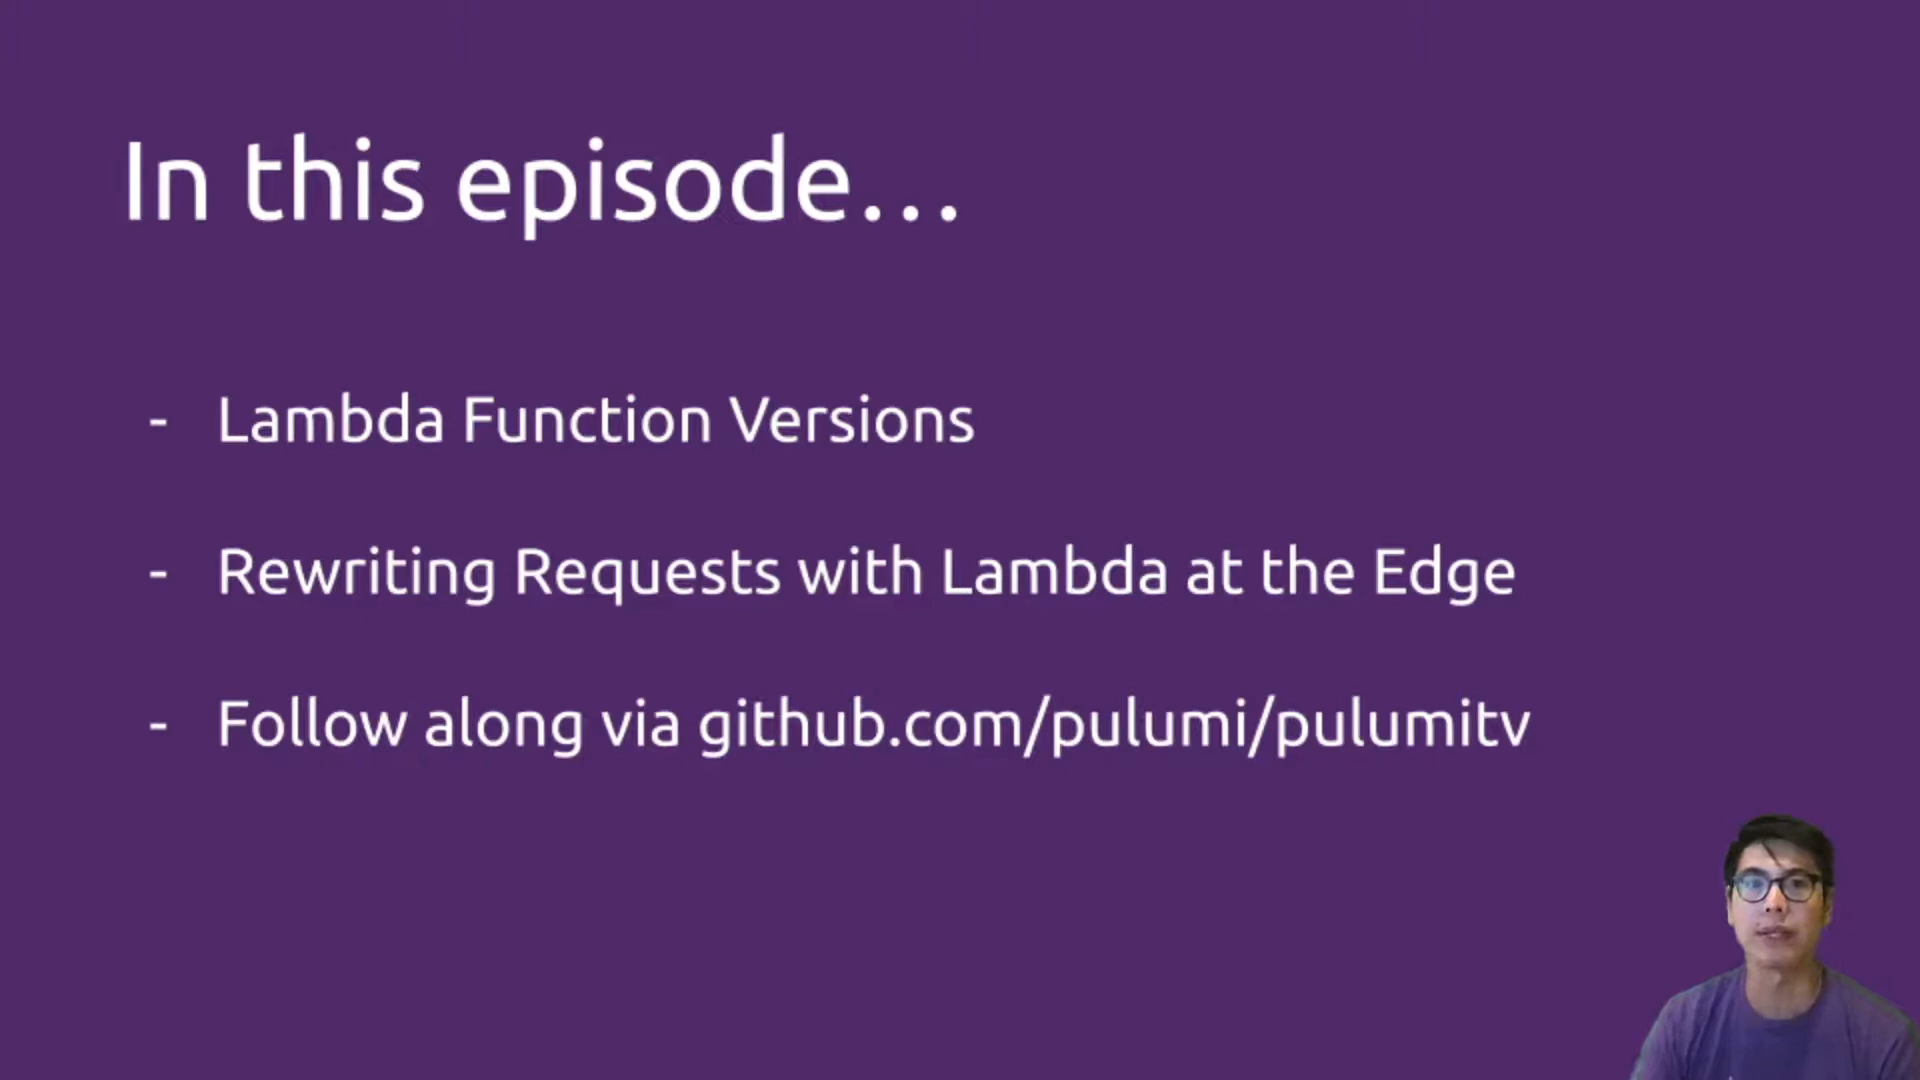 In this episode...
- Lambda Function Versions
- Rewriting Requests with Lambda at the Edge
- Follow along via github.com/pulumi/pulumitv